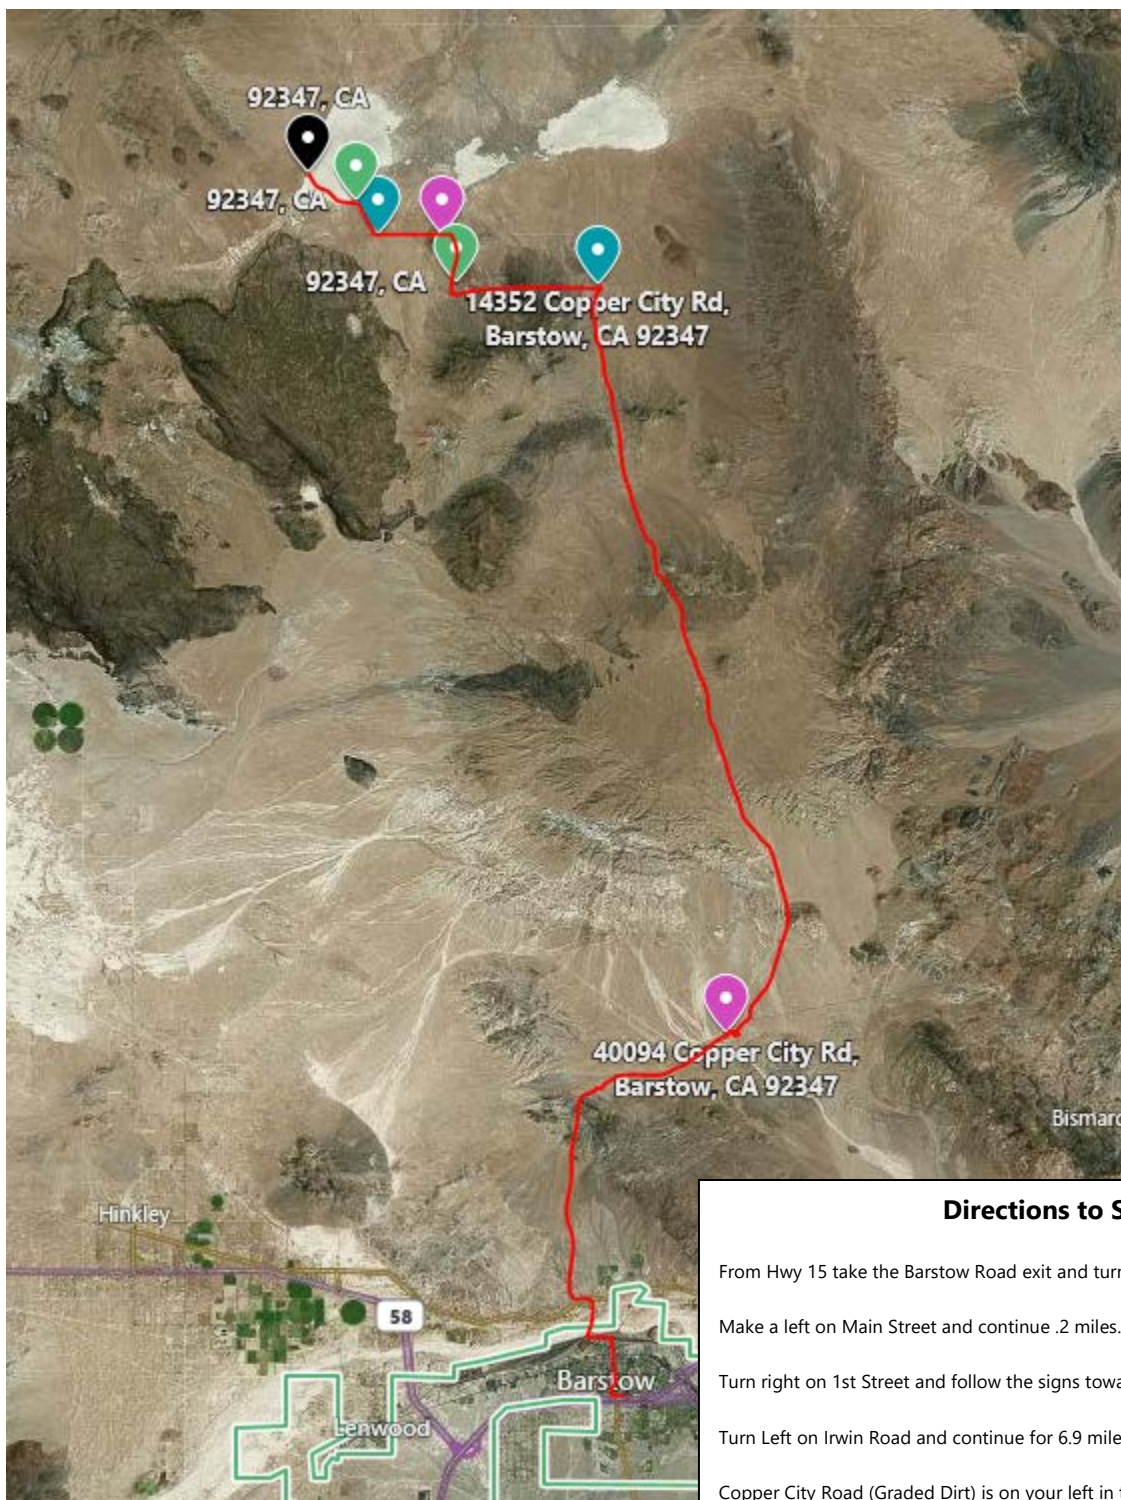 92347, CA
92347, CA
92347, CA
14352 Copper City Rd,
Barstow, CA 92347
40094 Copper City Rd,
Barstow, CA 92347
Hinkley
58
Barstow
Lenwood
Directions to
From Hwy 15 take the Barstow Road exit and
Make a left on Main Street and continue .2 miles.
Turn right on 1st Street and follow the signs
Turn Left on Irwin Road and continue for 6.9
Copper City Road (Graded Dirt) is on your left in